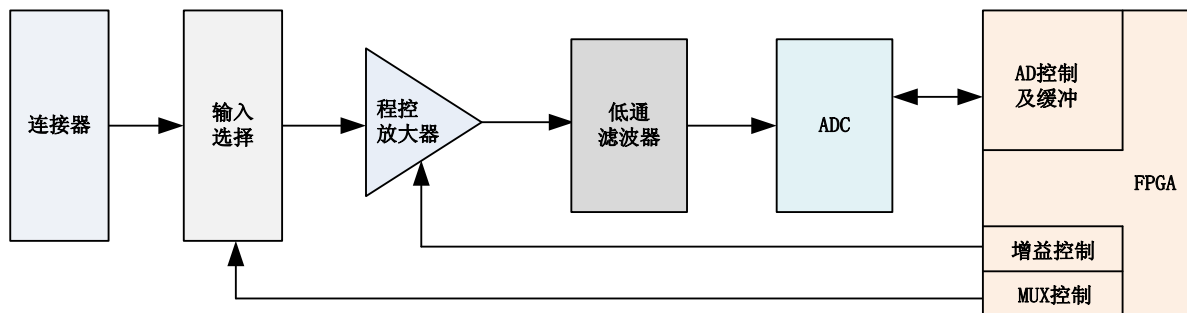 连接器
输入
选择
程控
放大器
低通
滤波器
ADC
AD控制
及缓冲
FPGA
增益控制
MUX控制